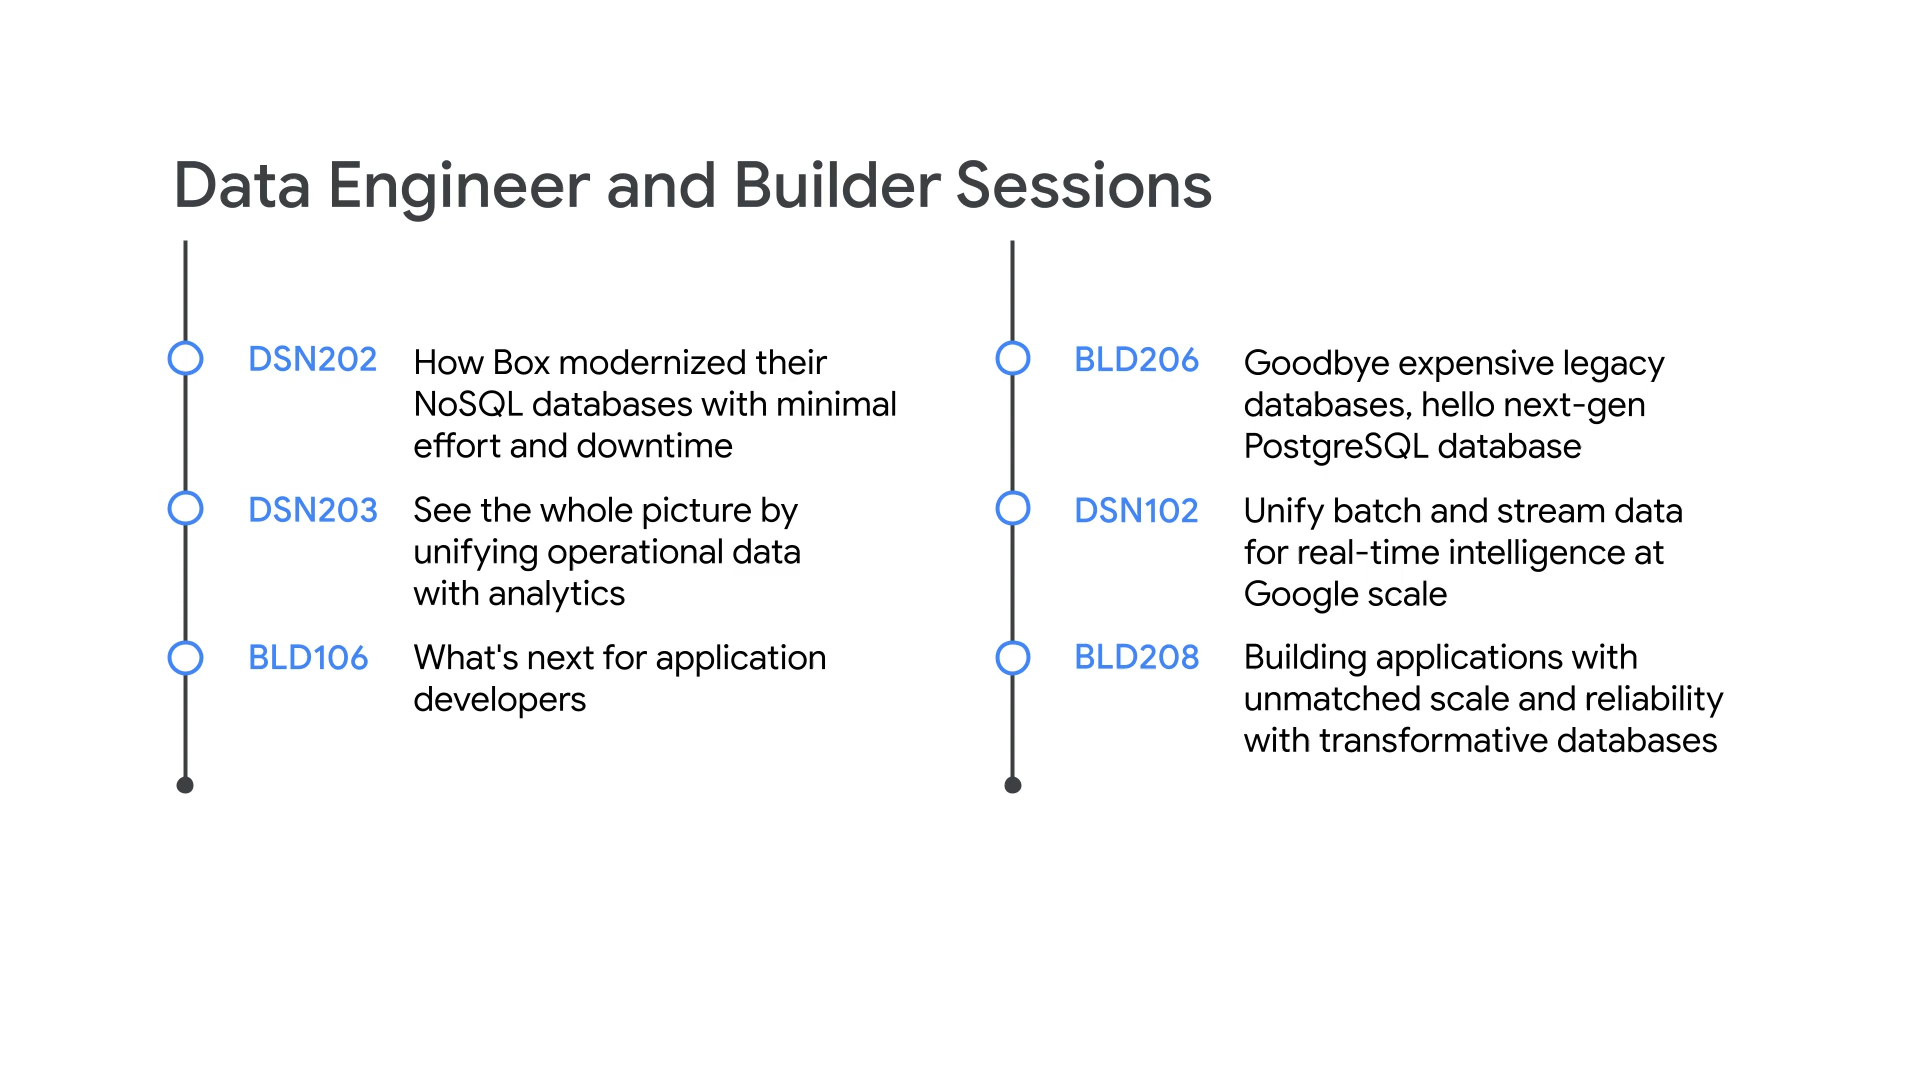 Data Engineer and Builder Sessions
DSN202
How Box modernized their
NoSQL databases with minimal
effort and downtime
DSN203
See the whole picture by
unifying operational data
with analytics
BLD106
What's next for application
developers
BLD206
Goodbye expensive legacy
databases, hello next-gen
PostgreSQL database
DSN102
Unify batch and stream data
for real-time intelligence at
Google scale
BLD208
Building applications with
unmatched scale and reliability
with transformative databases